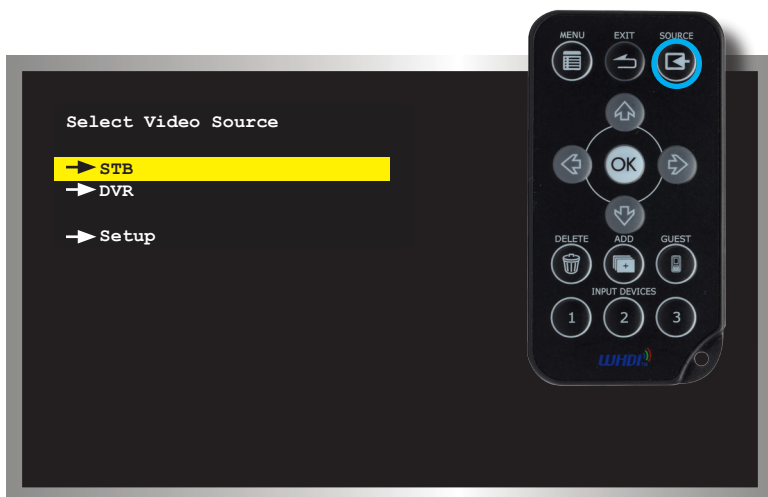 MENU EXIT SOURCE
Select Video Source
STB
DVR
Setup
OK
DELETE ADD GUEST
INPUT DEVICES
1 2 3
WHDI